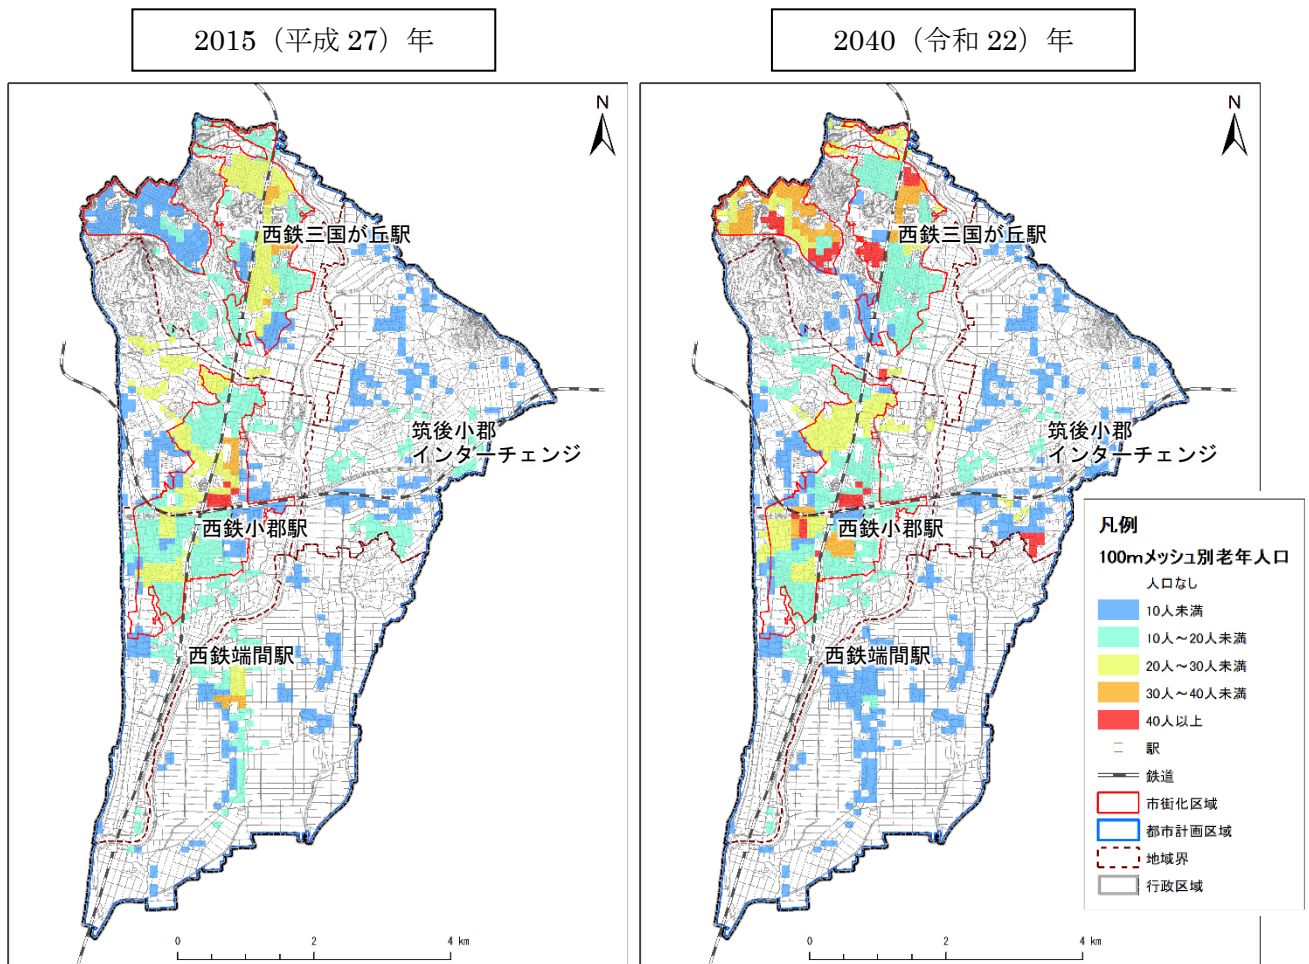 2015（平成 27）年
2040（令和 22）年
N
西鉄三国が丘駅
筑後小郡
インターチェンジ
西鉄小郡駅
西鉄端間駅
0 2 4 km
N
西鉄三国が丘駅
筑後小郡
インターチェンジ
西鉄小郡駅
西鉄端間駅
0 2 4 km
凡例
100mメッシュ別老年人口
人口なし
10人未満
10人～20人未満
20人～30人未満
30人～40人未満
40人以上
駅
鉄道
市街化区域
都市計画区域
地域界
行政区域